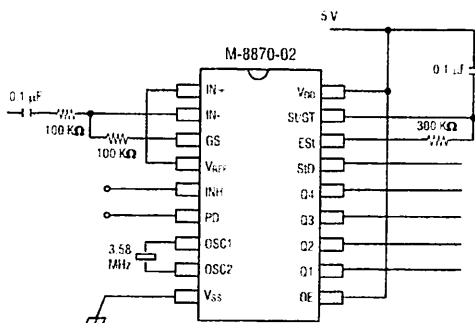 5 V
M-8870-02
0.1 µF
IN+
VDD
0.1 µF
IN-
St/GT
100 KΩ
300 KΩ
GS
ESt
100 KΩ
VREF
StD
INH
Q4
PD
Q3
3.58
MHz
OSC1
Q2
OSC2
Q1
VSS
OE